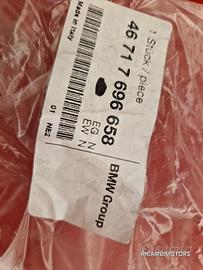 1 Stück / piece
46 71 7 696 658
EG N
EW N
BMW Group
Made in Italy
01 NE2
RICAMBIMOTORS